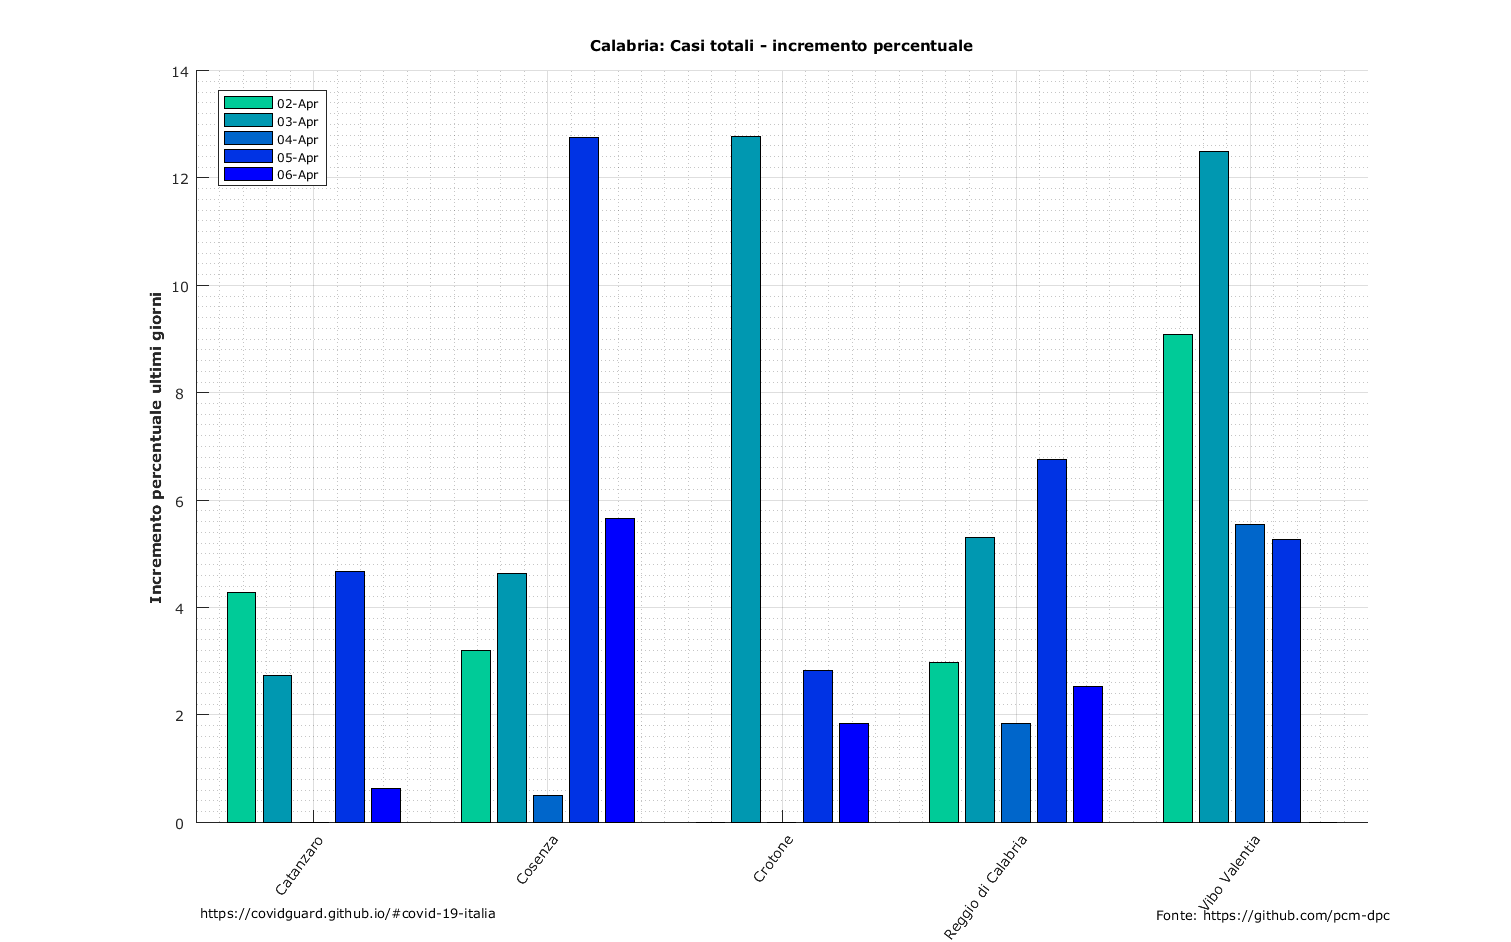 Calabria: Casi totali - incremento percentuale
Incremento percentuale ultimi giorni
14
12
10
8
6
4
2
0
02-Apr
03-Apr
04-Apr
05-Apr
06-Apr
Catanzaro
Cosenza
Crotone
Reggio di Calabria
Vibo Valentia
https://covidguard.github.io/#covid-19-italia
Fonte: https://github.com/pcm-dpc